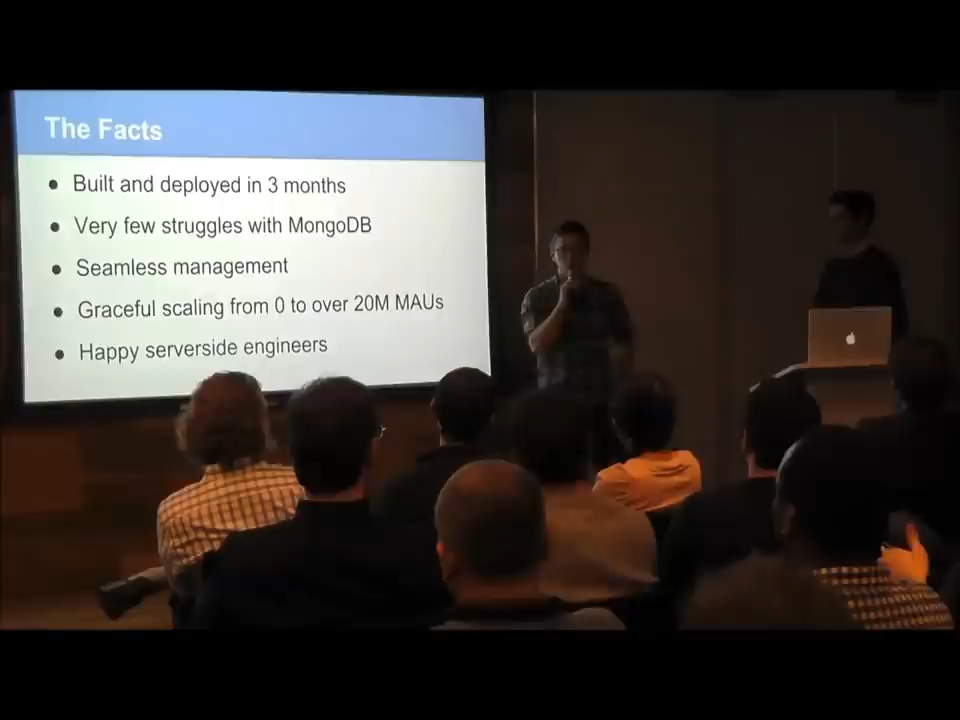 The Facts
● Built and deployed in 3 months
● Very few struggles with MongoDB
● Seamless management
● Graceful scaling from 0 to over 20M MAUs
● Happy serverside engineers